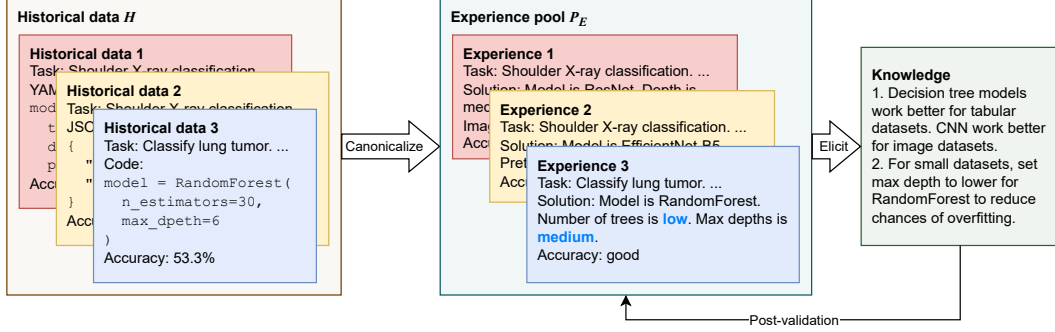 Historical data H
Historical data 1
Task: Shoulder X-ray classification
YAM
mod
t
d
p
Accu
Historical data 2
Task: Shoulder X-ray classification
JSO
{
"
"
}
Accu
Historical data 3
Task: Classify lung tumor. ...
Code:
model = RandomForest(
n_estimators=30,
max_dpeth=6
)
Accuracy: 53.3%
Canonicalize
Experience pool P_E
Experience 1
Task: Shoulder X-ray classification. ...
Solution: Model is ResNet. Depth is
med
Imag
Accu
Experience 2
Task: Shoulder X-ray classification. ...
Solution: Model is EfficientNet-B5
Pret
Accu
Experience 3
Task: Classify lung tumor. ...
Solution: Model is RandomForest.
Number of trees is low. Max depths is
medium.
Accuracy: good
Elicit
Knowledge
1. Decision tree models
work better for tabular
datasets. CNN work better
for image datasets.
2. For small datasets, set
max depth to lower for
RandomForest to reduce
chances of overfitting.
Post-validation